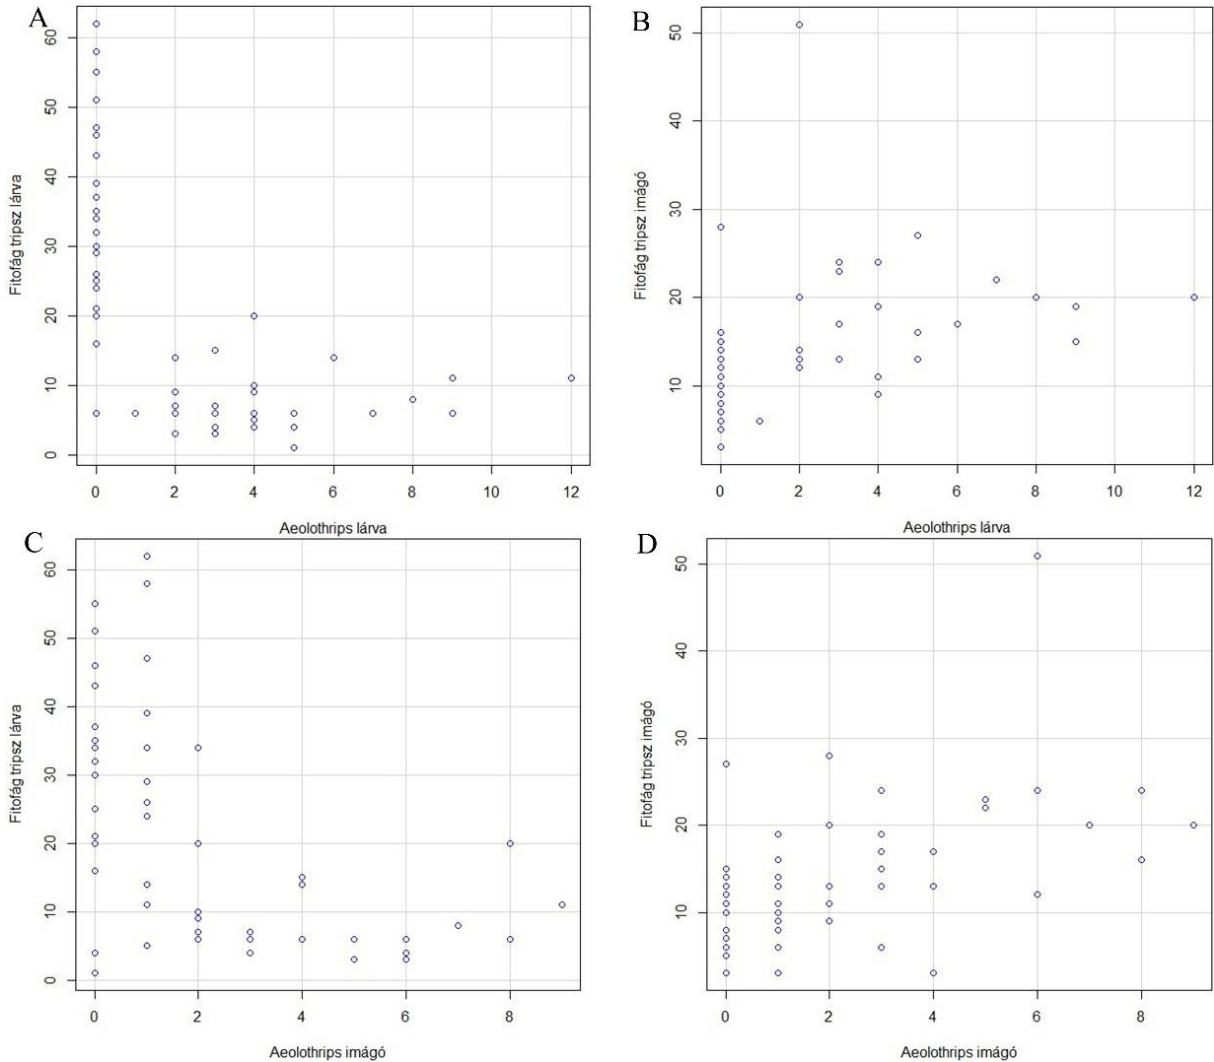 A
Fitofág tripsz lárva
60
50
40
30
20
10
0
0 2 4 6 8 10 12
Aeolothrips lárva
B
Fitofág tripsz imágó
50
40
30
20
10
0 2 4 6 8 10 12
Aeolothrips lárva
C
Fitofág tripsz lárva
60
50
40
30
20
10
0
0 2 4 6 8
Aeolothrips imágó
D
Fitofág tripsz imágó
50
40
30
20
10
0 2 4 6 8
Aeolothrips imágó